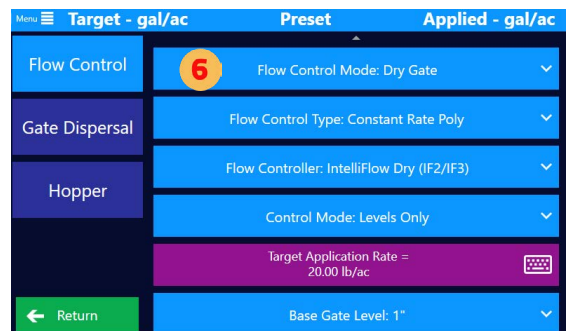 Menu Target - gal/ac Preset Applied - gal/ac
Flow Control
6
Flow Control Mode: Dry Gate
Gate Dispersal
Flow Control Type: Constant Rate Poly
Flow Controller: IntelliFlow Dry (IF2/IF3)
Hopper
Control Mode: Levels Only
Target Application Rate =
20.00 lb/ac
Return
Base Gate Level: 1"